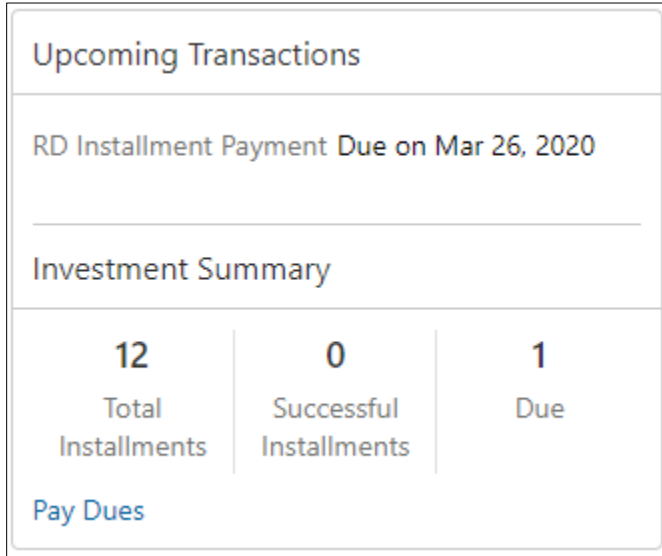 Upcoming Transactions
RD Installment Payment Due on Mar 26, 2020
Investment Summary
12
Total
Installments
0
Successful
Installments
1
Due
Pay Dues